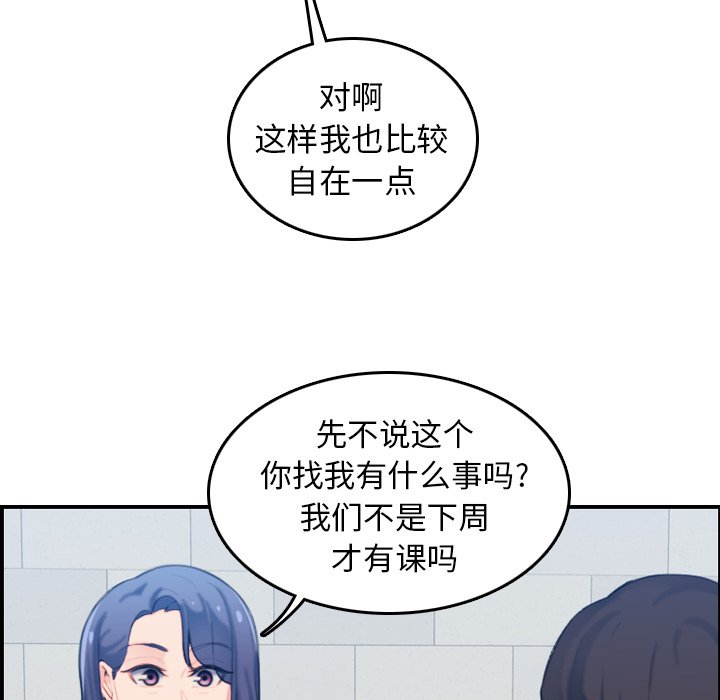 对啊
这样我也比较
自在一点
先不说这个
你找我有什么事吗?
我们不是下周
才有课吗